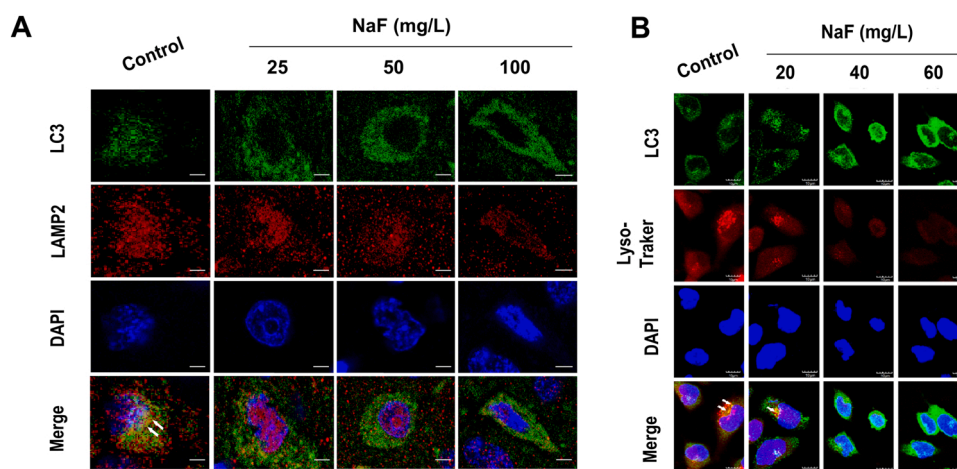 A
Control
NaF (mg/L)
25 50 100
LC3
LAMP2
DAPI
Merge
B
Control
NaF (mg/L)
20 40 60
LC3
Lyso-
Traker
DAPI
Merge